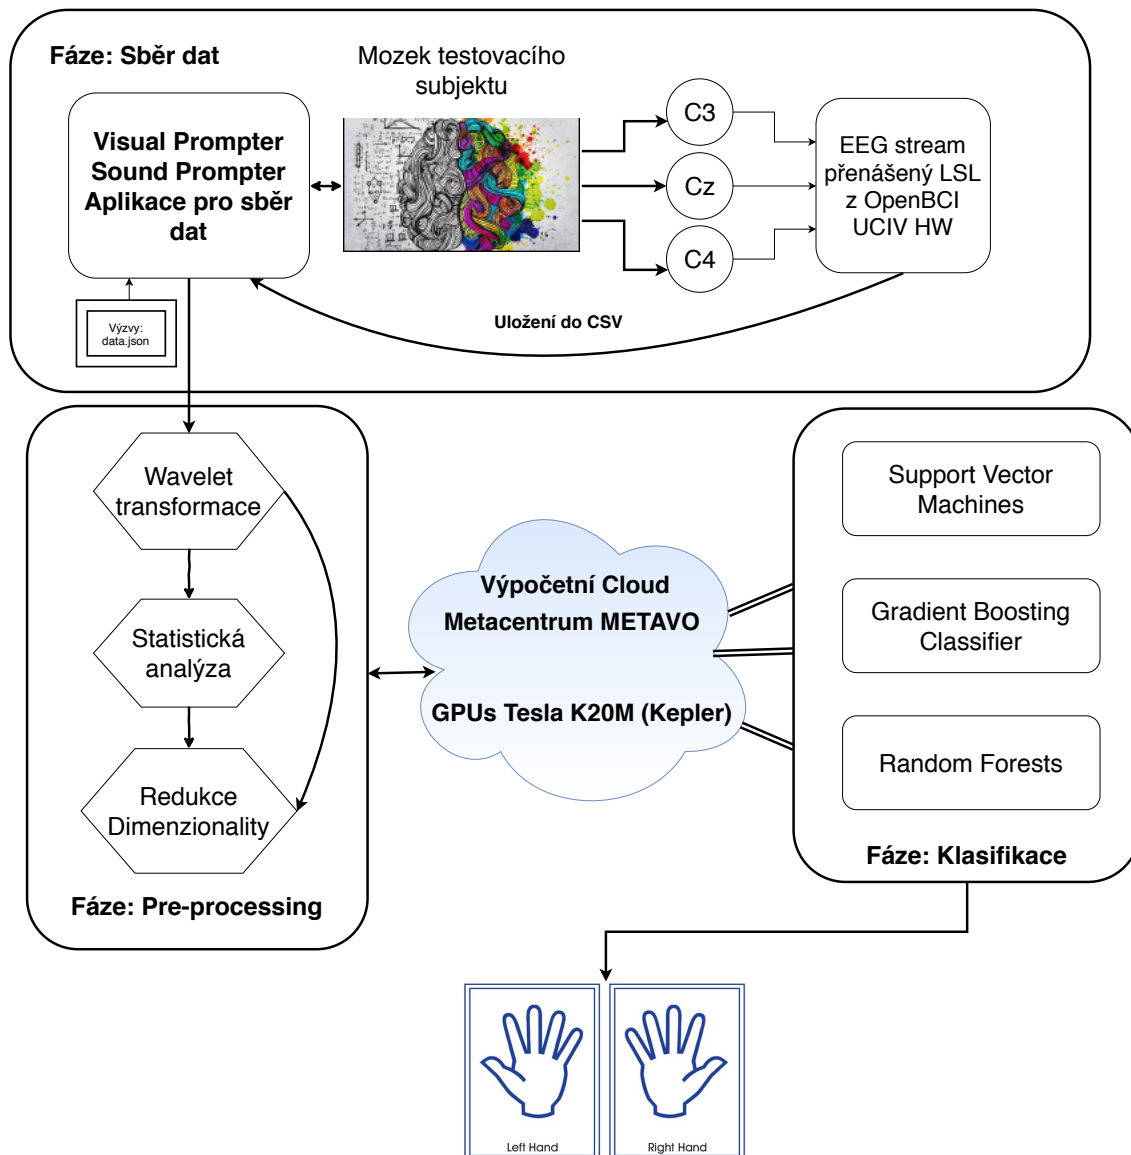 Fáze: Sběr dat
Mozek testovacího
subjektu
Visual Prompter
Sound Prompter
Aplikace pro sběr
dat
C3
Cz
C4
EEG stream
přenášený LSL
z OpenBCI
UCIV HW
Uložení do CSV
Výzvy:
data.json
Wavelet
transformace
Statistická
analýza
Redukce
Dimenzionality
Fáze: Pre-processing
Výpočetní Cloud
Metacentrum METAVO
GPUs Tesla K20M (Kepler)
Support Vector
Machines
Gradient Boosting
Classifier
Random Forests
Fáze: Klasifikace
Left Hand
Right Hand